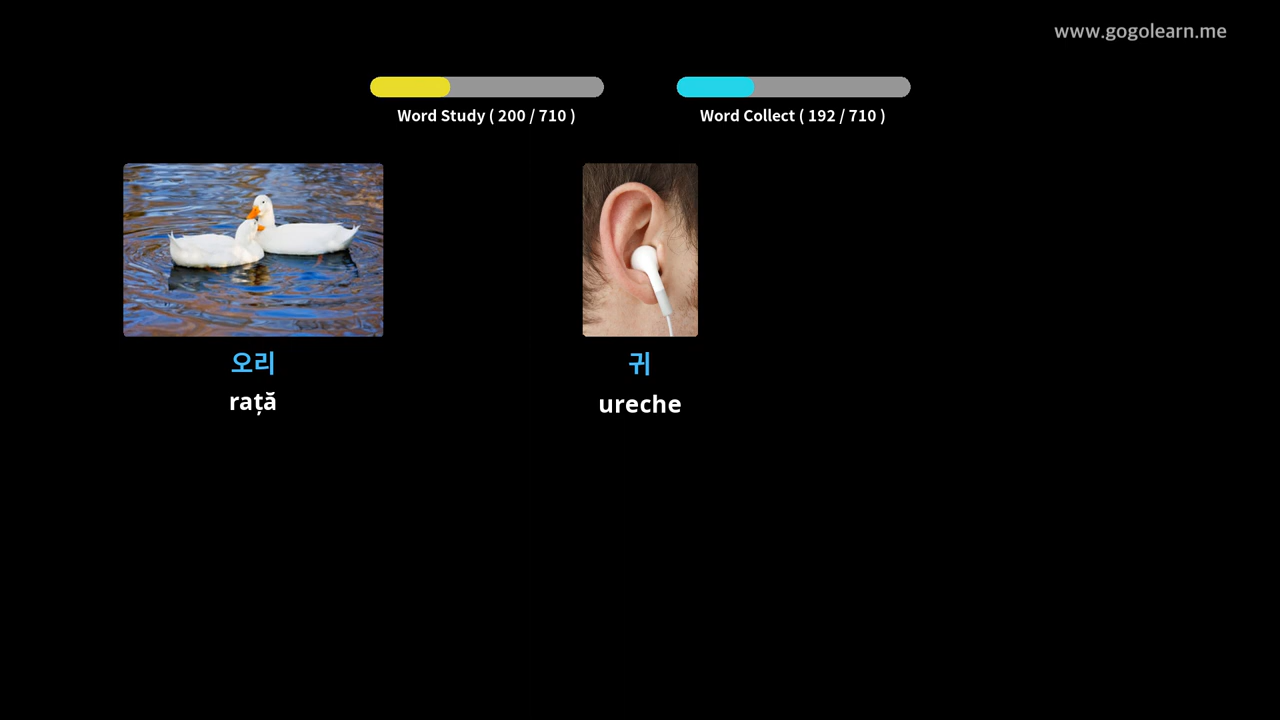 www.gogolearn.me
Word Study ( 200 / 710 )
Word Collect ( 192 / 710 )
오리
rață
귀
ureche